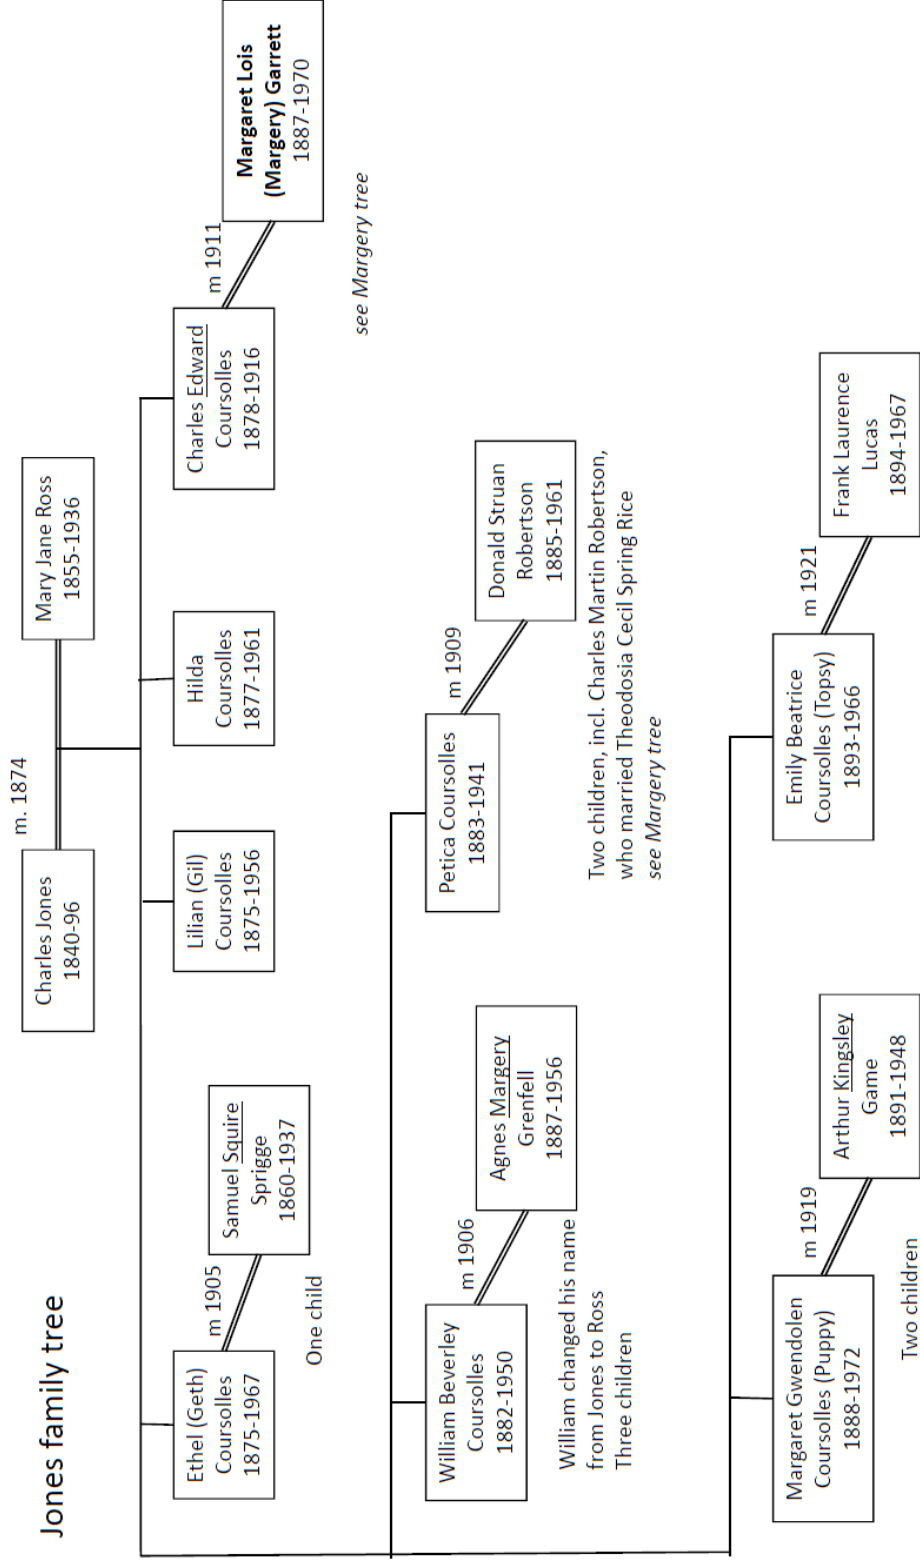 Jones family tree
Charles Jones
1840-96
m. 1874
Mary Jane Ross
1855-1936
Ethel (Geth)
Coursolles
1875-1967
m 1905
Samuel Squire
Sprigge
1860-1937
One child
Lilian (Gil)
Coursolles
1875-1956
Hilda
Coursolles
1877-1961
Charles Edward
Coursolles
1878-1916
m 1911
Margaret Lois
(Margery) Garrett
1887-1970
see Margery tree
William Beverley
Coursolles
1882-1950
m 1906
Agnes Margery
Grenfell
1887-1956
William changed his name
from Jones to Ross
Three children
Petica Coursolles
1883-1941
m 1909
Donald Struan
Robertson
1885-1961
Two children, incl. Charles Martin Robertson,
who married Theodosia Cecil Spring Rice
see Margery tree
Margaret Gwendolen
Coursolles (Puppy)
1888-1972
m 1919
Arthur Kingsley
Game
1891-1948
Two children
Emily Beatrice
Coursolles (Topsy)
1893-1966
m 1921
Frank Laurence
Lucas
1894-1967